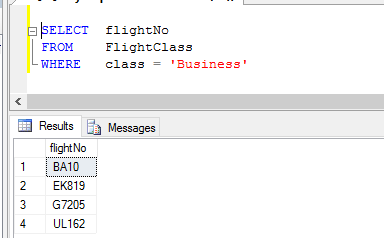 SELECT flightNo
FROM FlightClass
WHERE class = 'Business'
Results Messages
flightNo
1 BA10
2 EK819
3 G7205
4 UL162